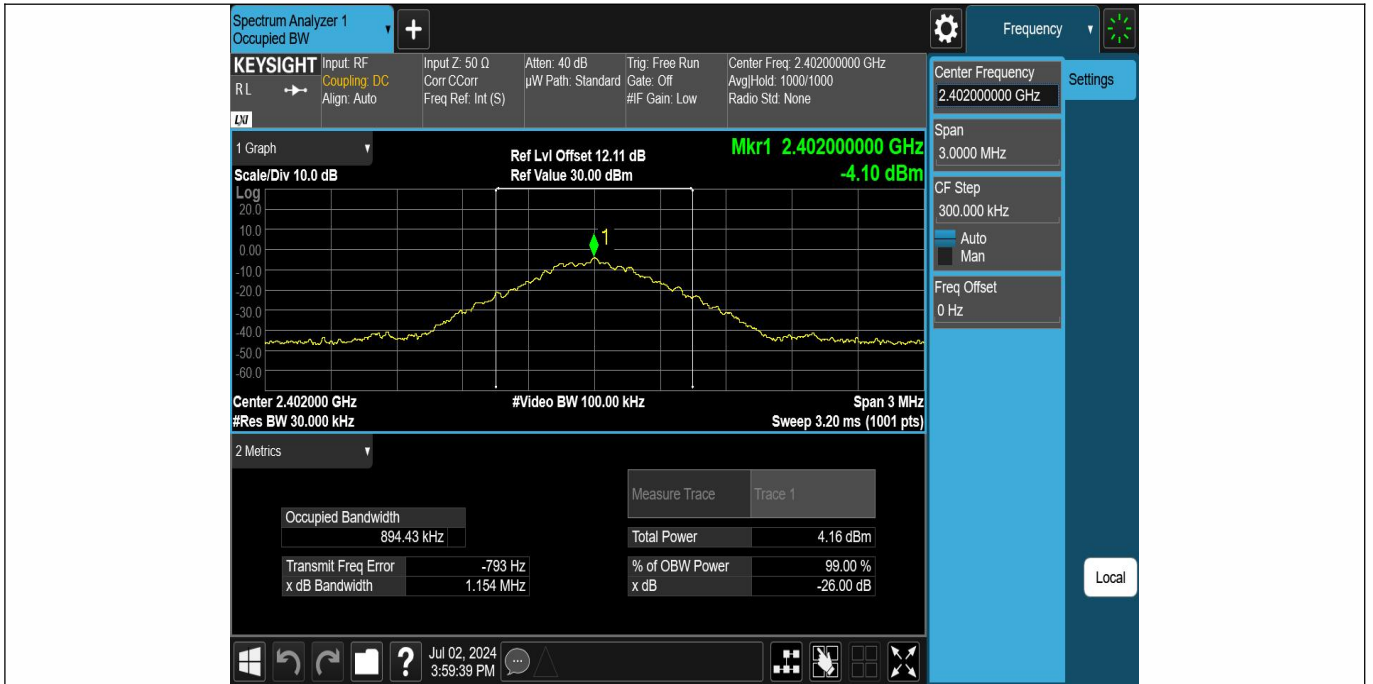 Spectrum Analyzer 1
Occupied BW
+
Frequency
KEYSIGHT
RL
LXI
Input: RF
Coupling: DC
Align: Auto
Input Z: 50 Ω
Corr CCorr
Freq Ref: Int (S)
Atten: 40 dB
µW Path: Standard
Trig: Free Run
Gate: Off
#IF Gain: Low
Center Freq: 2.402000000 GHz
Avg|Hold: 1000/1000
Radio Std: None
Center Frequency
2.402000000 GHz
Settings
Span
3.0000 MHz
CF Step
300.000 kHz
Auto
Man
Freq Offset
0 Hz
Local
1 Graph
Scale/Div 10.0 dB
Ref Lvl Offset 12.11 dB
Ref Value 30.00 dBm
Mkr1 2.402000000 GHz
-4.10 dBm
Log
20.0
10.0
0.00
-10.0
-20.0
-30.0
-40.0
-50.0
-60.0
1
Center 2.402000 GHz
#Video BW 100.00 kHz
Span 3 MHz
#Res BW 30.000 kHz
Sweep 3.20 ms (1001 pts)
2 Metrics
Measure Trace Trace 1
Occupied Bandwidth
894.43 kHz
Total Power 4.16 dBm
Transmit Freq Error -793 Hz
% of OBW Power 99.00 %
x dB Bandwidth 1.154 MHz
x dB -26.00 dB
?
Jul 02, 2024
3:59:39 PM